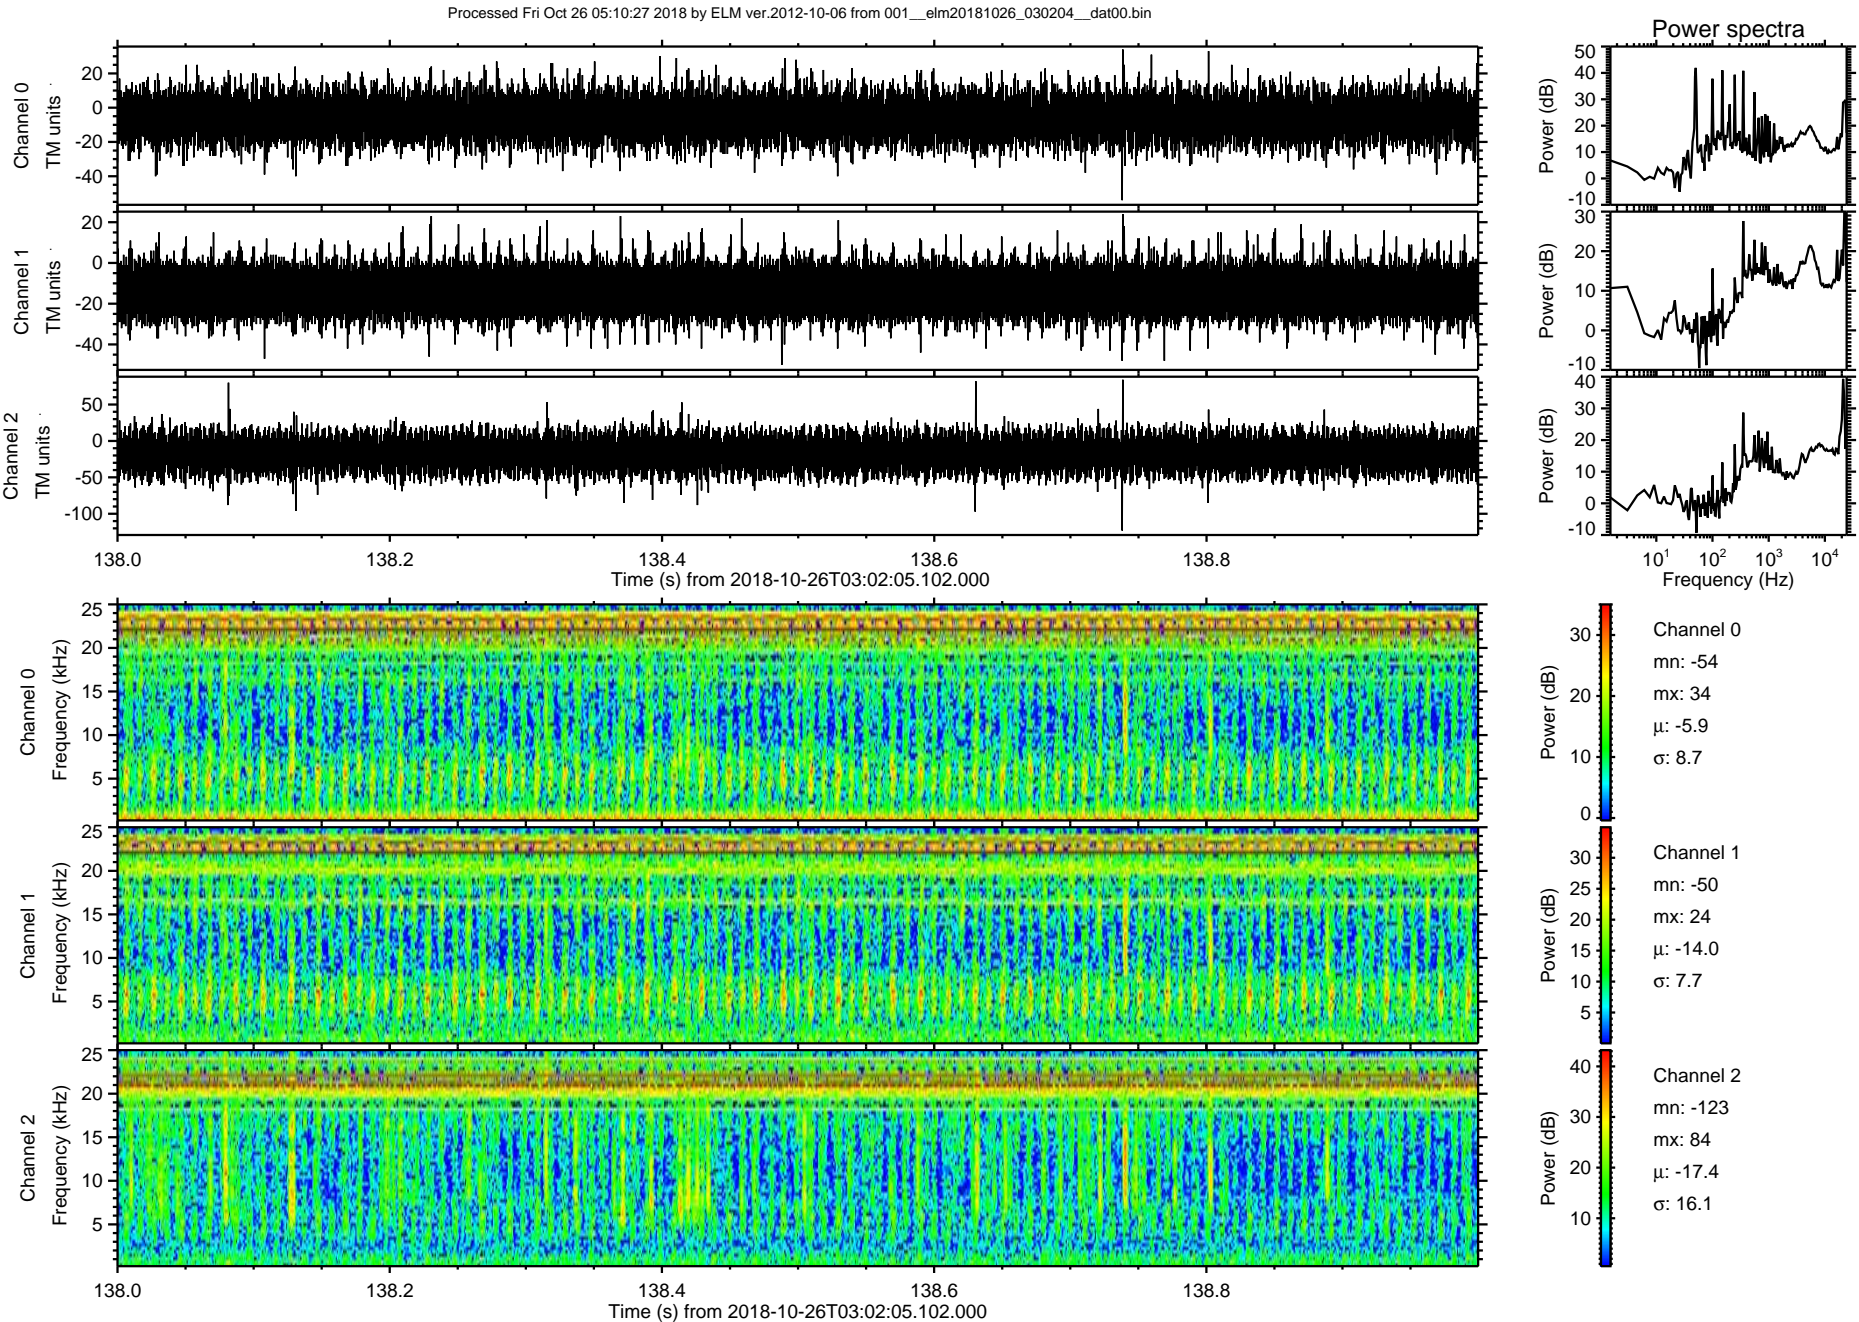 Processed Fri Oct 26 05:10:27 2018 by ELM ver.2012-10-06 from 001__elm20181026_030204__dat00.bin
Power spectra
Channel 0
TM units
20
0
-20
-40
Power (dB)
50
40
30
20
10
0
-10
Channel 1
TM units
20
0
-20
-40
Power (dB)
30
20
10
0
-10
Channel 2
TM units
50
0
-50
-100
Power (dB)
40
30
20
10
0
-10
138.0 138.2 138.4 138.6 138.8
Time (s) from 2018-10-26T03:02:05.102.000
10^1 10^2 10^3 10^4
Frequency (Hz)
Channel 0
Frequency (kHz)
25
20
15
10
5
Power (dB)
30
20
10
0
Channel 0
mn: -54
mx: 34
µ: -5.9
σ: 8.7
Channel 1
Frequency (kHz)
25
20
15
10
5
Power (dB)
30
25
20
15
10
5
Channel 1
mn: -50
mx: 24
µ: -14.0
σ: 7.7
Channel 2
Frequency (kHz)
25
20
15
10
5
Power (dB)
40
30
20
10
Channel 2
mn: -123
mx: 84
µ: -17.4
σ: 16.1
138.0 138.2 138.4 138.6 138.8
Time (s) from 2018-10-26T03:02:05.102.000